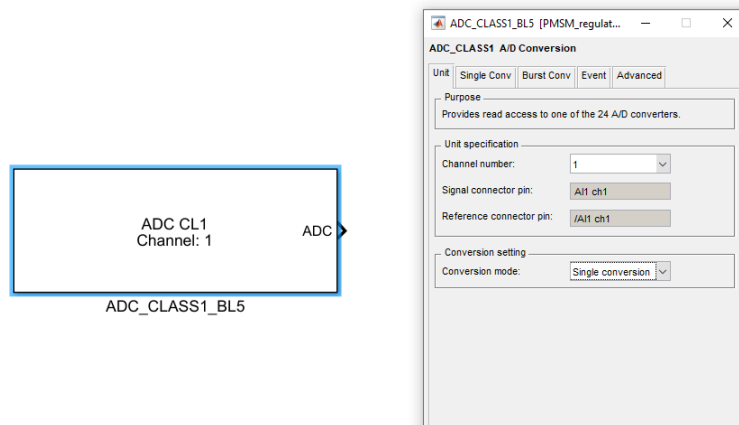 ADC CL1
Channel: 1
ADC
ADC_CLASS1_BL5
ADC_CLASS1_BL5 [PMSM_regulat...
ADC_CLASS1 A/D Conversion
Unit Single Conv Burst Conv Event Advanced
Purpose
Provides read access to one of the 24 A/D converters.
Unit specification
Channel number: 1
Signal connector pin: AI1 ch1
Reference connector pin: /AI1 ch1
Conversion setting
Conversion mode: Single conversion